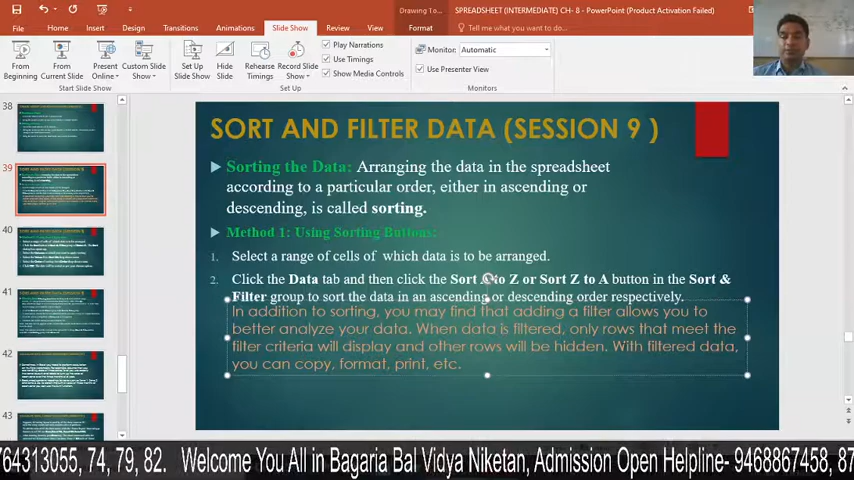 Drawing To...
SPREADSHEET (INTERMEDIATE) CH- 8 - PowerPoint (Product Activation Failed)
File
Home
Insert
Design
Transitions
Animations
Slide Show
Review
View
Format
Tell me what you want to do...
From Beginning
From Current Slide
Present Online
Custom Slide Show
Set Up Slide Show
Hide Slide
Rehearse Timings
Record Slide Show
Play Narrations
Use Timings
Show Media Controls
Monitor: Automatic
Use Presenter View
Start Slide Show
Set Up
Monitors
38
39
40
41
42
43
SORT AND FILTER DATA (SESSION 9 )
Sorting the Data: Arranging the data in the spreadsheet
according to a particular order, either in ascending or
descending, is called sorting.
Method 1: Using Sorting Buttons:
1. Select a range of cells of which data is to be arranged.
2. Click the Data tab and then click the Sort A to Z or Sort Z to A button in the Sort &
Filter group to sort the data in an ascending or descending order respectively.
In addition to sorting, you may find that adding a filter allows you to
better analyze your data. When data is filtered, only rows that meet the
filter criteria will display and other rows will be hidden. With filtered data,
you can copy, format, print, etc.
764313055, 74, 79, 82. Welcome You All in Bagaria Bal Vidya Niketan, Admission Open Helpline- 9468867458, 87